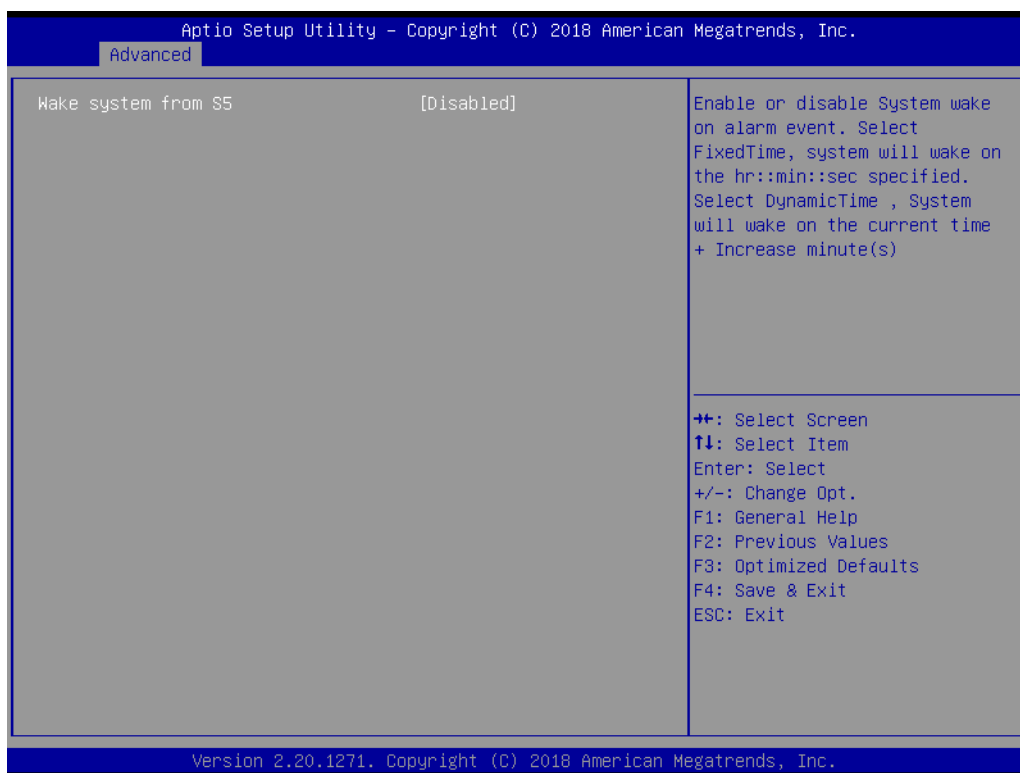 Aptio Setup Utility – Copyright (C) 2018 American Megatrends, Inc.
Advanced
Wake system from S5 [Disabled]
Enable or disable System wake
on alarm event. Select
FixedTime, system will wake on
the hr::min::sec specified.
Select DynamicTime , System
will wake on the current time
+ Increase minute(s)
→←: Select Screen
↑↓: Select Item
Enter: Select
+/-: Change Opt.
F1: General Help
F2: Previous Values
F3: Optimized Defaults
F4: Save & Exit
ESC: Exit
Version 2.20.1271. Copyright (C) 2018 American Megatrends, Inc.